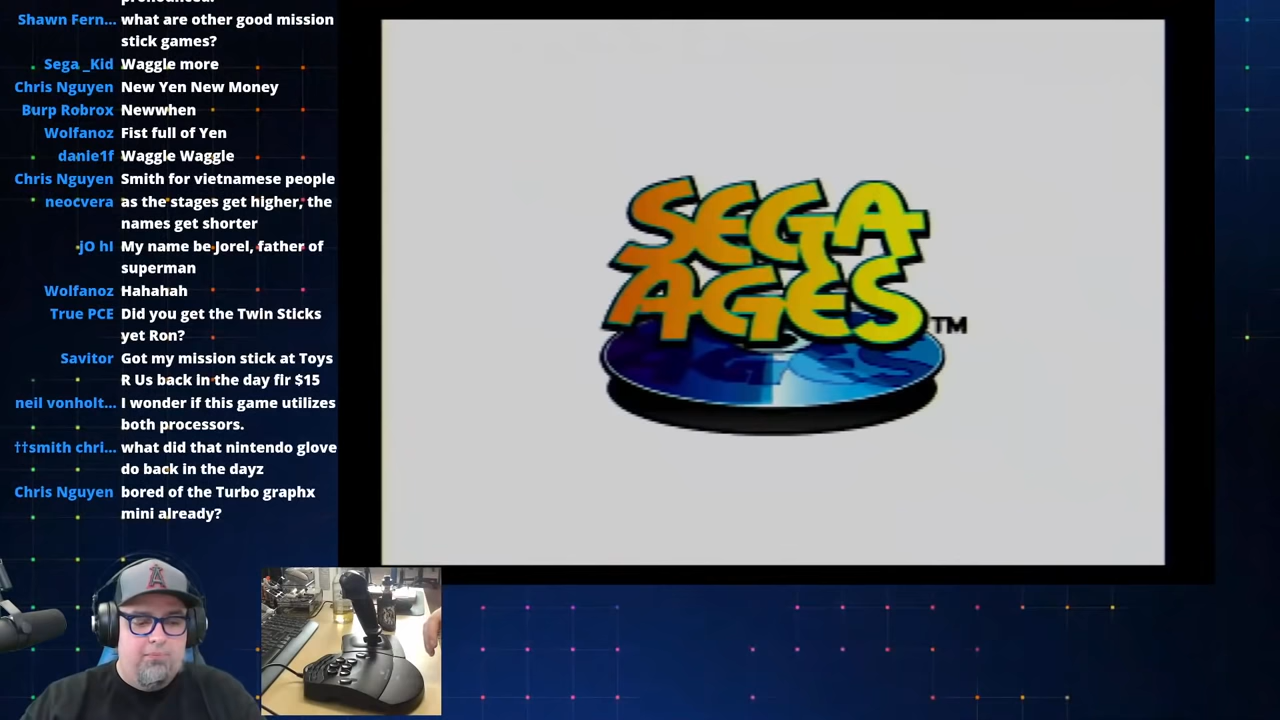 Shawn Fern... what are other good mission
stick games?
Sega _Kid Waggle more
Chris Nguyen New Yen New Money
Burp Robrox Newwhen
Wolfanoz Fist full of Yen
danie1f Waggle Waggle
Chris Nguyen Smith for vietnamese people
neocvera as the stages get higher, the
names get shorter
JO hI My name be Jorel, father of
superman
Wolfanoz Hahahah
True PCE Did you get the Twin Sticks
yet Ron?
Savitor Got my mission stick at Toys
R Us back in the day fir $15
neil vonholt... I wonder if this game utilizes
both processors.
††smith chri... what did that nintendo glove
do back in the dayz
Chris Nguyen bored of the Turbo graphx
mini already?
SEGA
AGES
TM
A